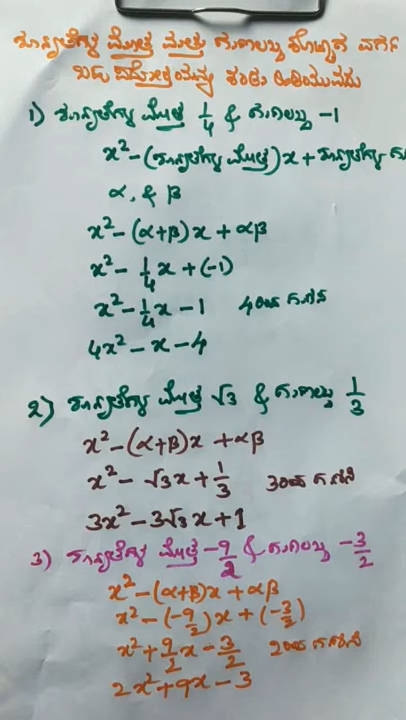 ಶೂನ್ಯತೆಗಳ ಮೊತ್ತ ಮತ್ತು ಗುಣಲಬ್ಧ ಕೊಟ್ಟಾಗ ವರ್ಗ
ಬಹು ಪದೋಕ್ತಿಯನ್ನು ಕಂಡು ಹಿಡಿಯುವುದು
1) ಶೂನ್ಯತೆಗಳ ಮೊತ್ತ 1/4 & ಗುಣಲಬ್ಧ -1
x² - (ಶೂನ್ಯತೆಗಳ ಮೊತ್ತ)x + ಶೂನ್ಯತೆಗಳ ಗು
α, & β
x² - (α+β)x + αβ
x² - 1/4 x + (-1)
x² - 1/4 x - 1 4ರಿಂದ ಗುಣಿಸಿ
4x² - x - 4
2) ಶೂನ್ಯತೆಗಳ ಮೊತ್ತ √3 & ಗುಣಲಬ್ಧ 1/3
x² - (α+β)x + αβ
x² - √3x + 1/3 3ರಿಂದ ಗುಣಿಸಿ
3x² - 3√3x + 1
3) ಶೂನ್ಯತೆಗಳ ಮೊತ್ತ -9/2 & ಗುಣಲಬ್ಧ -3/2
x² - (α+β)x + αβ
x² - (-9/2)x + (-3/2)
x² + 9/2 x - 3/2 2ರಿಂದ ಗುಣಿಸಿ
2x² + 9x - 3